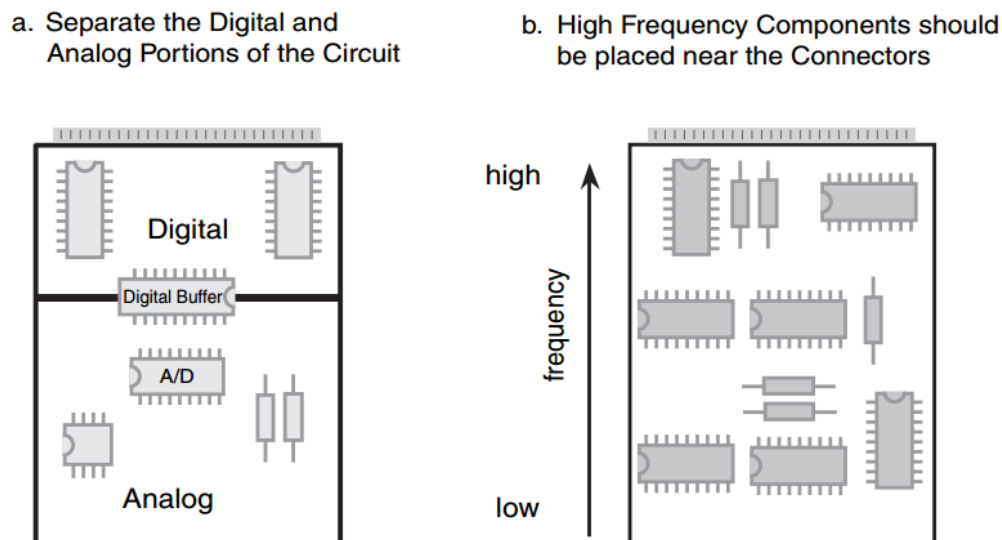 a. Separate the Digital and
Analog Portions of the Circuit
Digital
Digital Buffer
A/D
Analog
b. High Frequency Components should
be placed near the Connectors
high
frequency
low